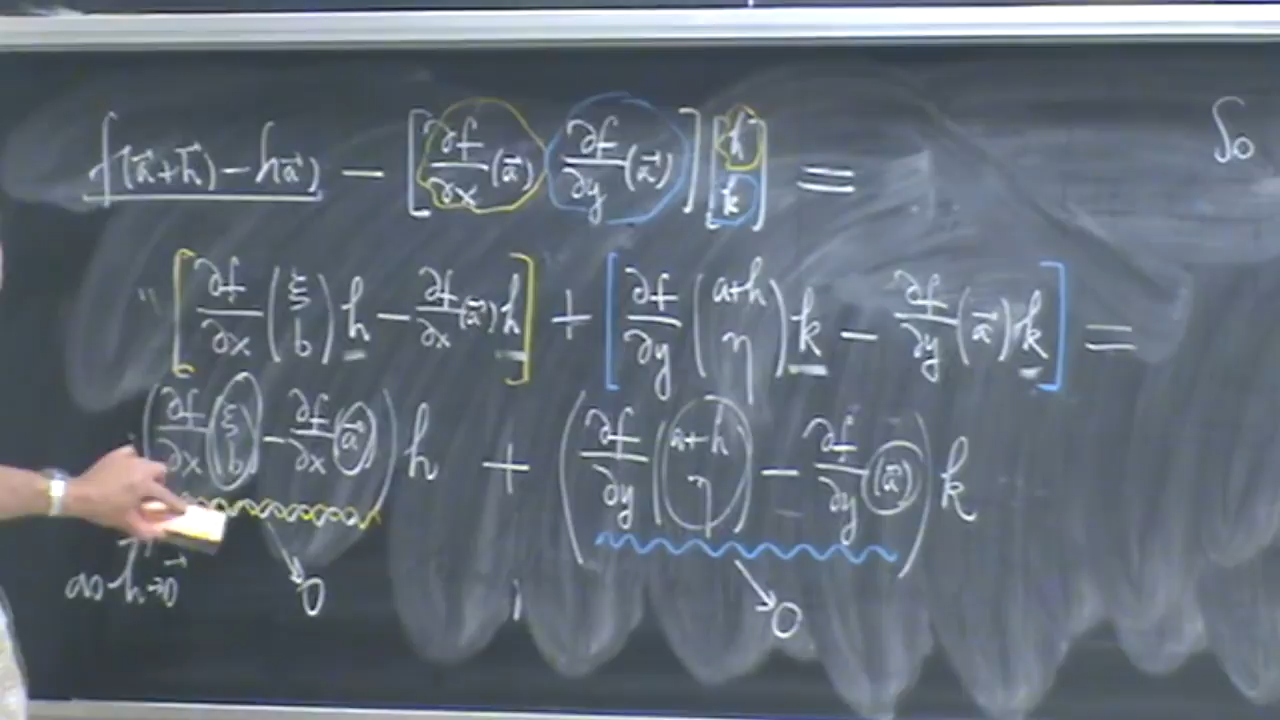 f(a⃗+h⃗) − f(a⃗) − [∂f/∂x (a⃗) ∂f/∂y (a⃗)] [h k] =
So
[∂f/∂x (ξ b) h − ∂f/∂x (a⃗) h] + [∂f/∂y (a+h η) k − ∂f/∂y (a⃗) k] =
(∂f/∂x (ξ b) − ∂f/∂x (a⃗)) h + (∂f/∂y (a+h η) − ∂f/∂y (a⃗)) k
as h⃗→0⃗ 0 0